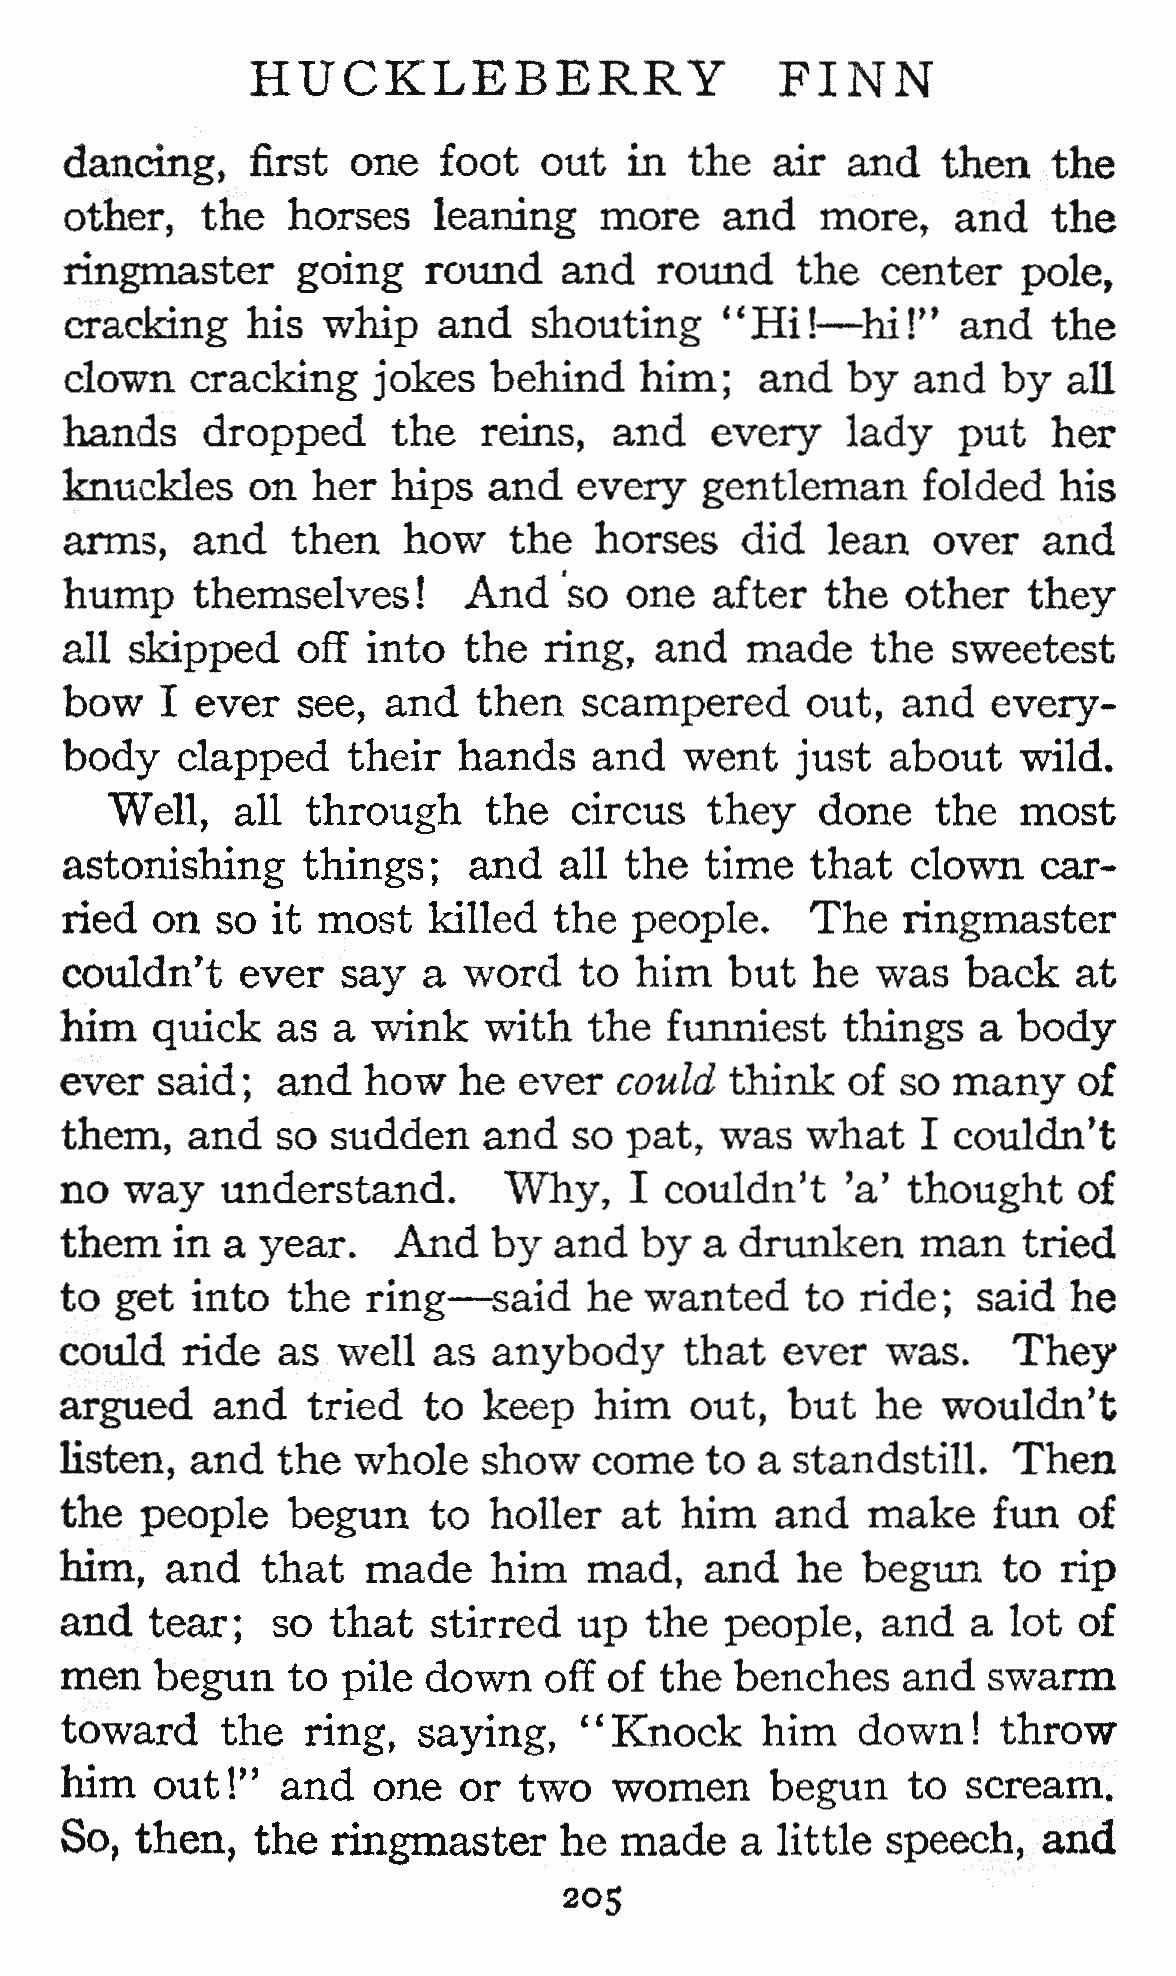 HUCKLEBERRY FINN
dancing, first one foot out in the air and then the
other, the horses leaning more and more, and the
ringmaster going round and round the center pole,
cracking his whip and shouting "Hi!—hi!" and the
clown cracking jokes behind him; and by and by all
hands dropped the reins, and every lady put her
knuckles on her hips and every gentleman folded his
arms, and then how the horses did lean over and
hump themselves! And so one after the other they
all skipped off into the ring, and made the sweetest
bow I ever see, and then scampered out, and every-
body clapped their hands and went just about wild.
Well, all through the circus they done the most
astonishing things; and all the time that clown car-
ried on so it most killed the people. The ringmaster
couldn't ever say a word to him but he was back at
him quick as a wink with the funniest things a body
ever said; and how he ever could think of so many of
them, and so sudden and so pat, was what I couldn't
no way understand. Why, I couldn't 'a' thought of
them in a year. And by and by a drunken man tried
to get into the ring—said he wanted to ride; said he
could ride as well as anybody that ever was. They
argued and tried to keep him out, but he wouldn't
listen, and the whole show come to a standstill. Then
the people begun to holler at him and make fun of
him, and that made him mad, and he begun to rip
and tear; so that stirred up the people, and a lot of
men begun to pile down off of the benches and swarm
toward the ring, saying, "Knock him down! throw
him out!" and one or two women begun to scream.
So, then, the ringmaster he made a little speech, and
205